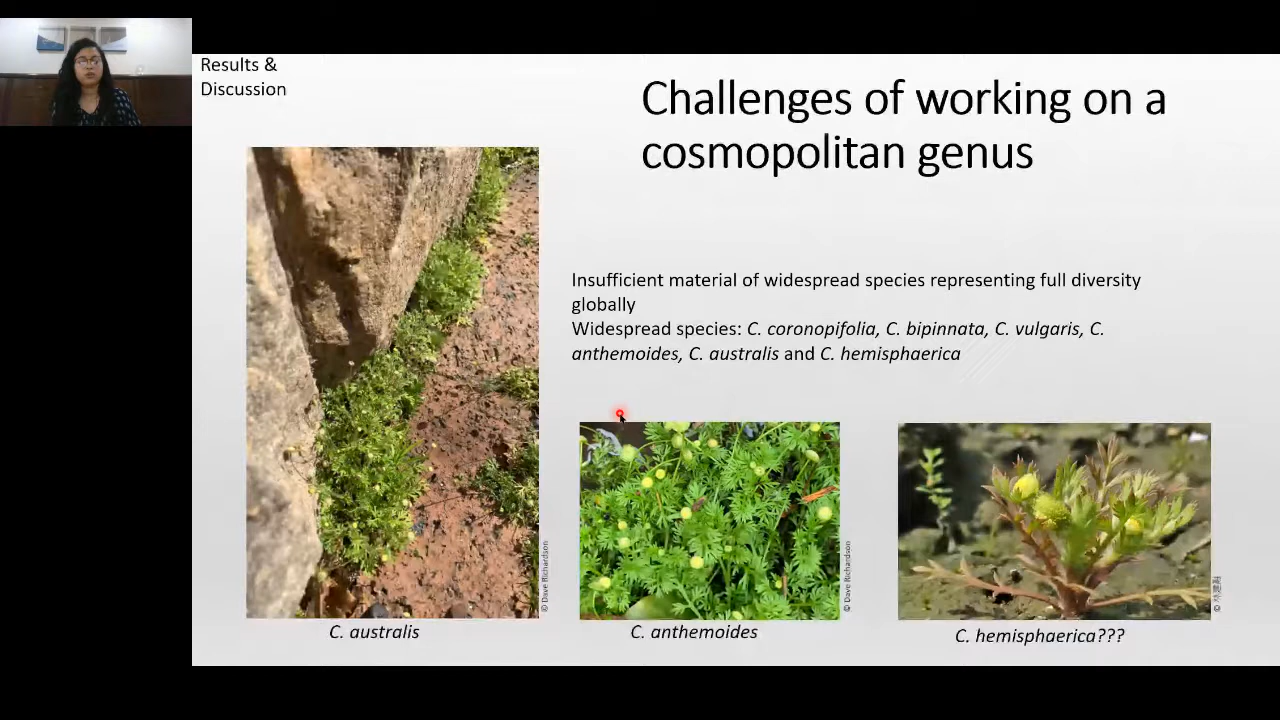 Results &
Discussion
Challenges of working on a
cosmopolitan genus
Insufficient material of widespread species representing full diversity
globally
Widespread species: C. coronopifolia, C. bipinnata, C. vulgaris, C.
anthemoides, C. australis and C. hemisphaerica
© Dave Richardson
© Dave Richardson
©
C. australis
C. anthemoides
C. hemisphaerica???